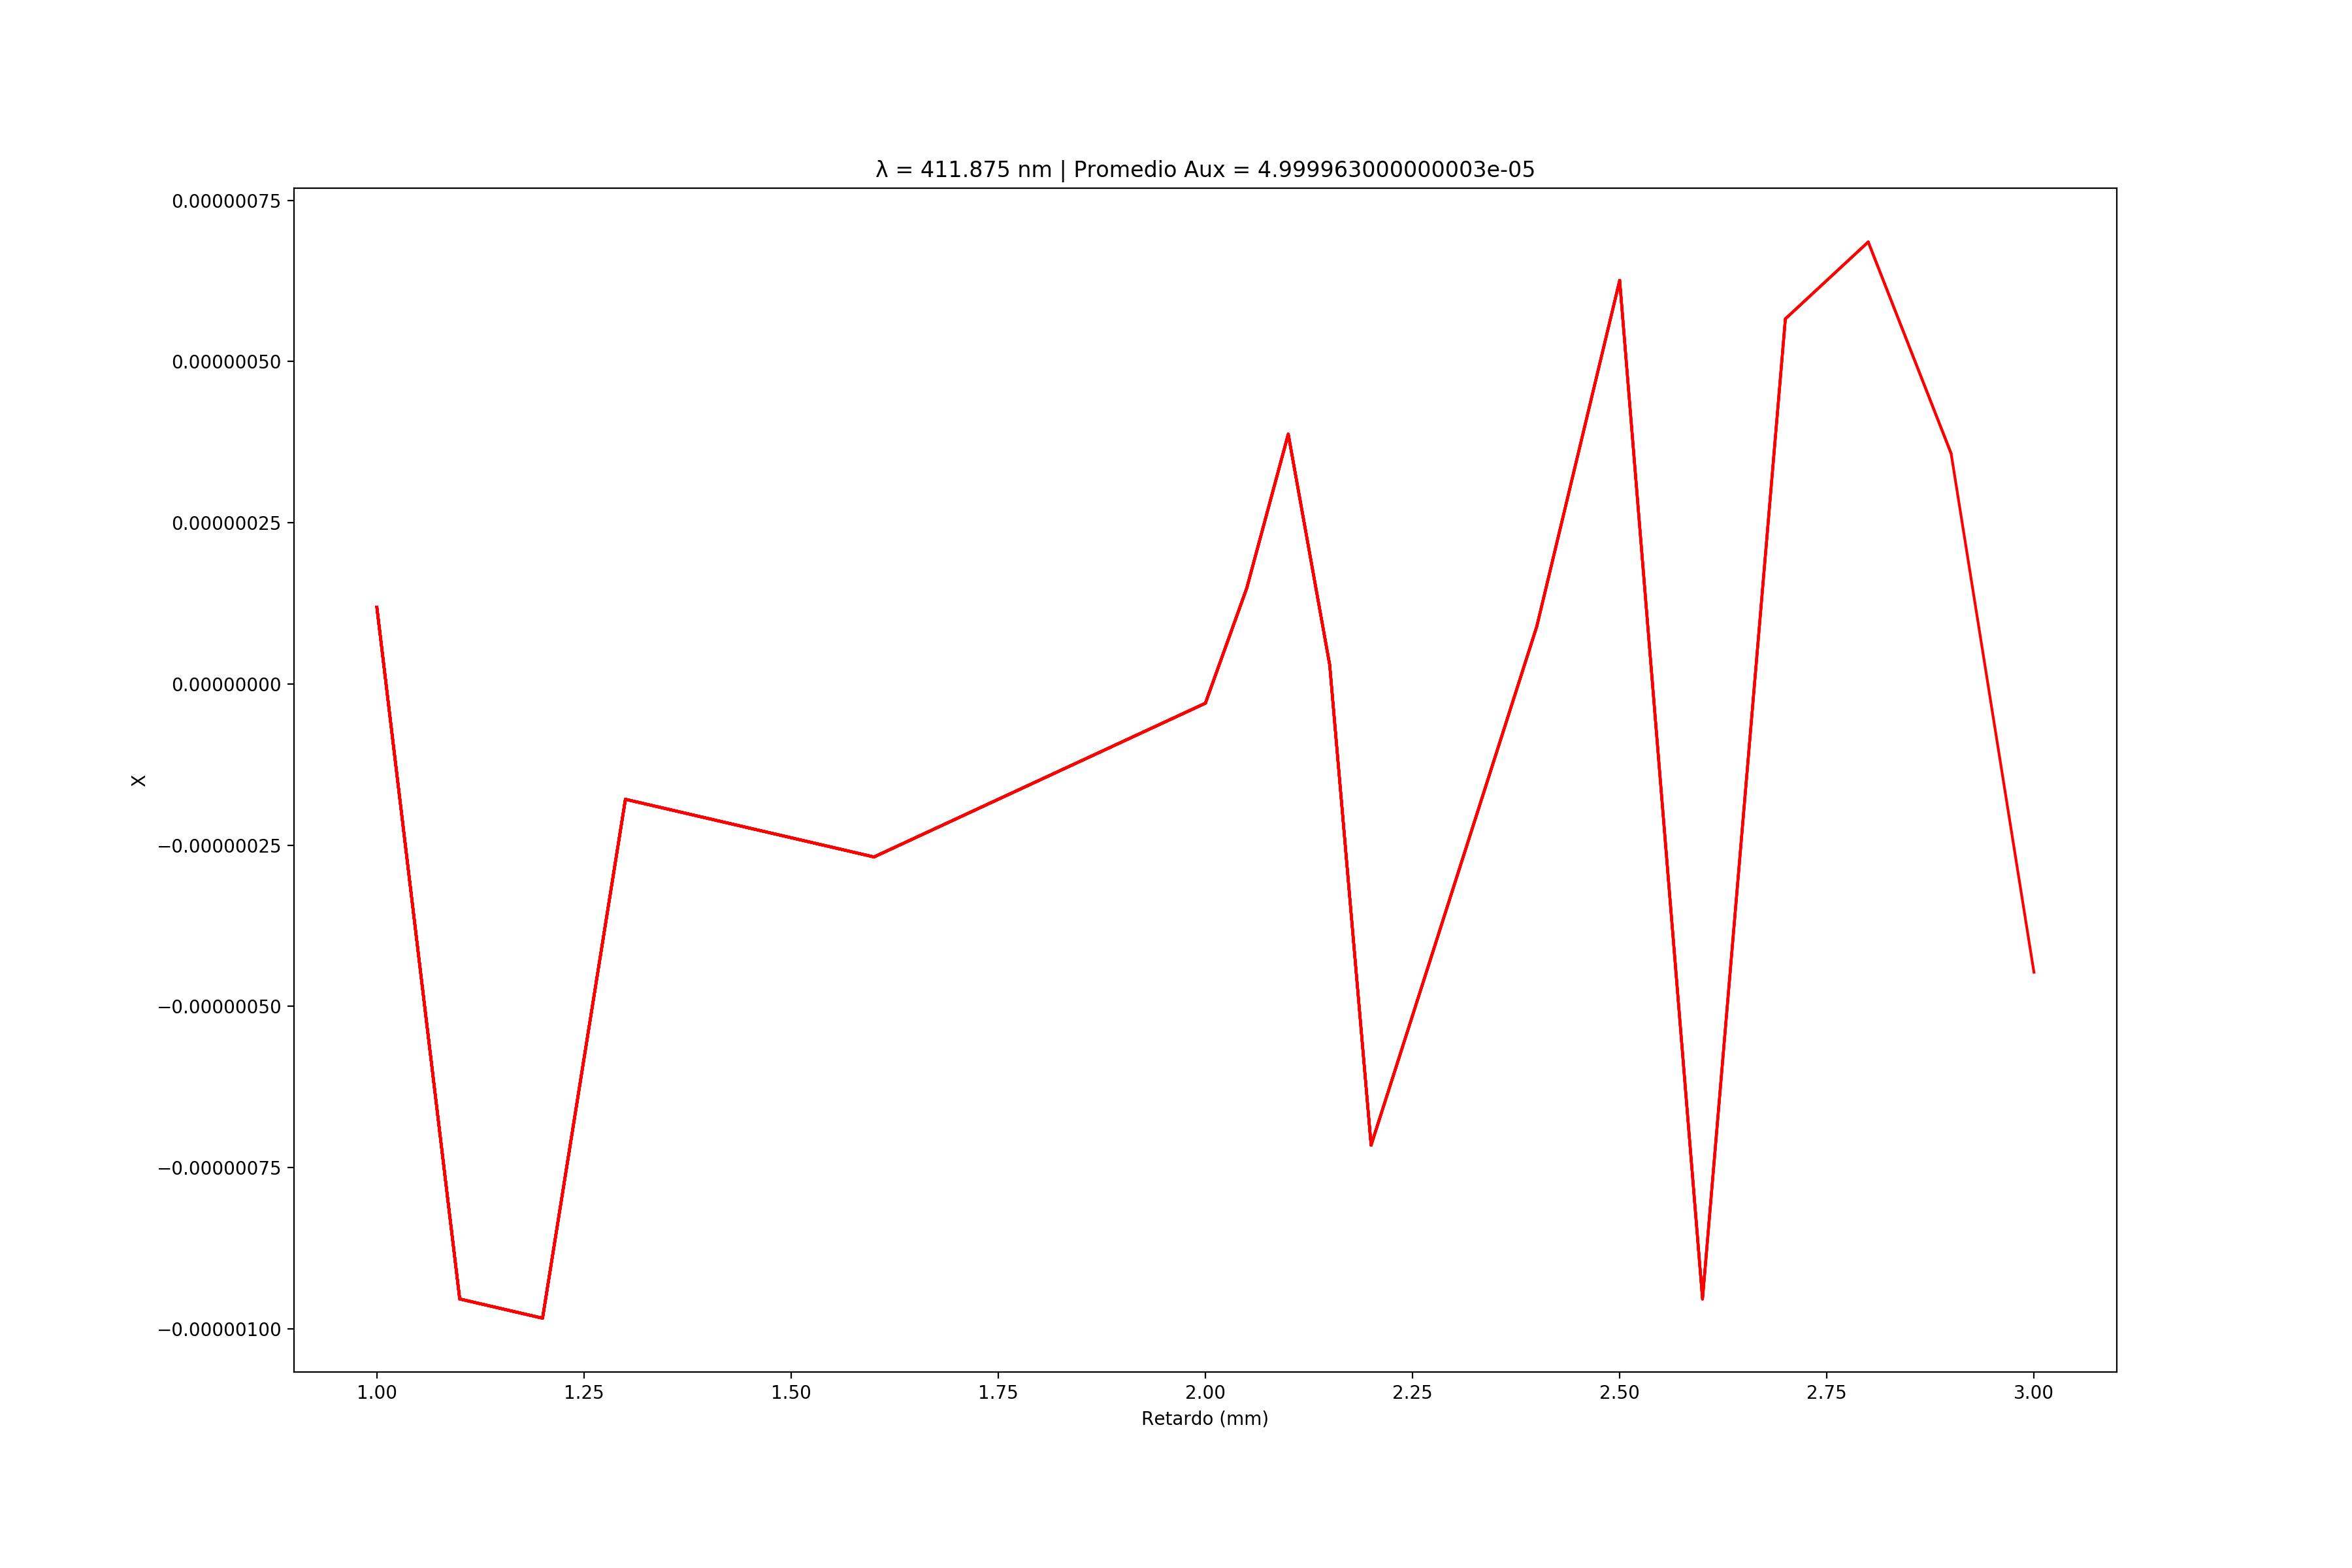 λ = 411.875 nm | Promedio Aux = 4.999963000000003e-05
0.00000075
0.00000050
0.00000025
0.00000000
−0.00000025
−0.00000050
−0.00000075
−0.00000100
X
1.00 1.25 1.50 1.75 2.00 2.25 2.50 2.75 3.00
Retardo (mm)